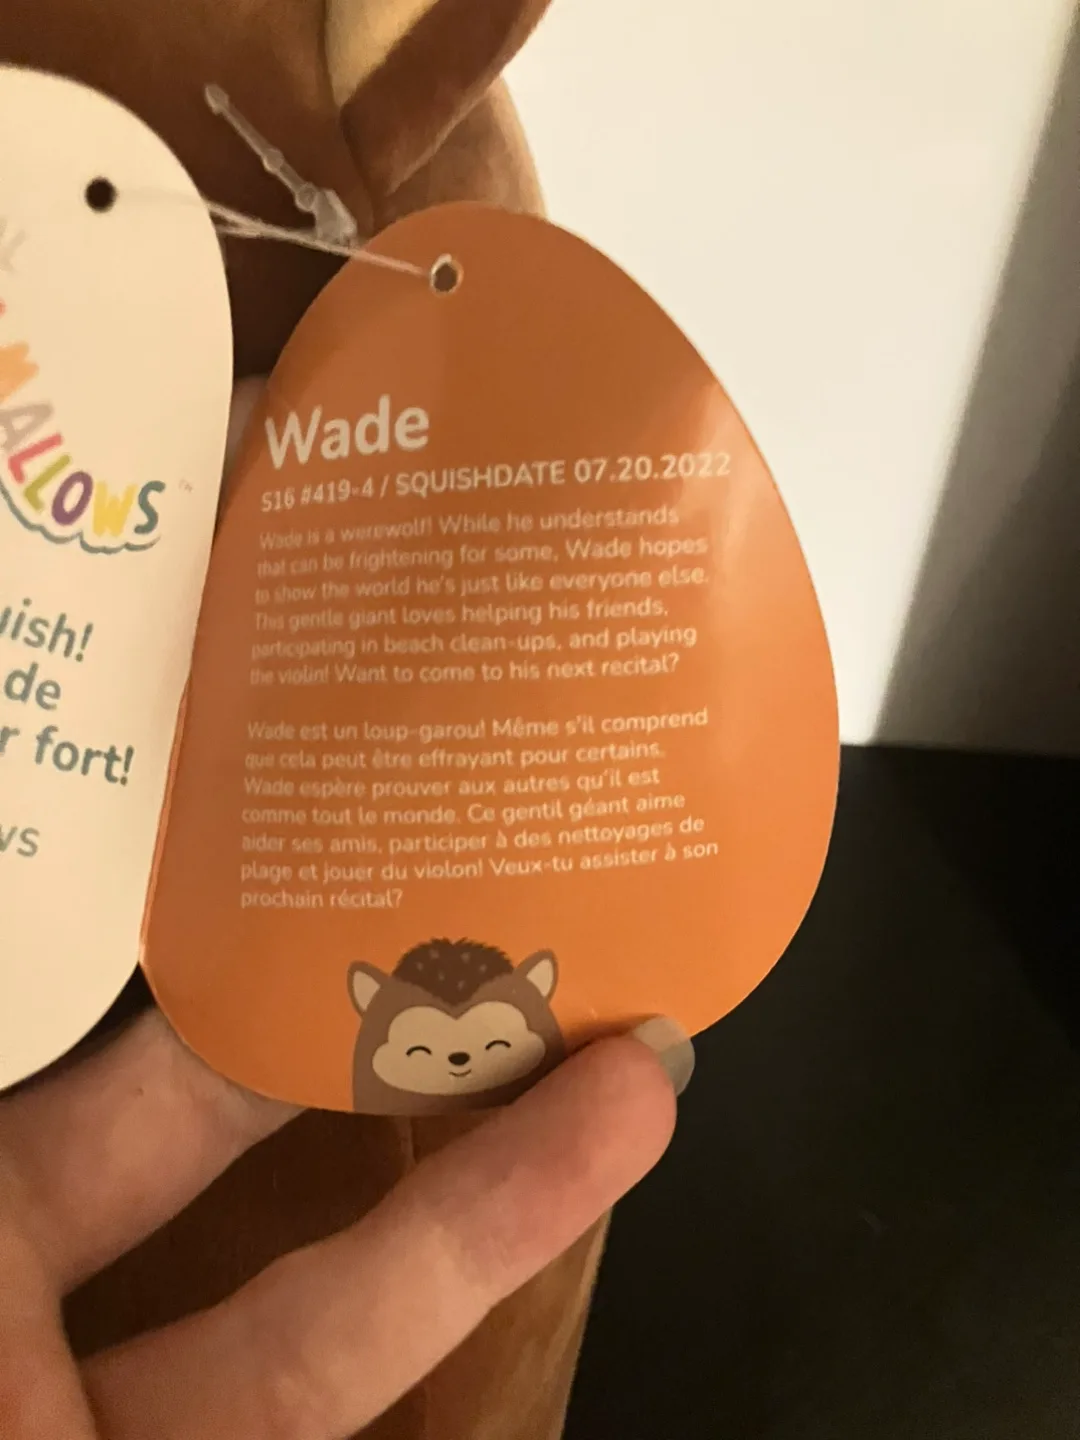 MALLOWS™
uish!
de
r fort!
ws
Wade
S16 #419-4 / SQUISHDATE 07.20.2022
Wade is a werewolf! While he understands
that can be frightening for some, Wade hopes
to show the world he's just like everyone else.
This gentle giant loves helping his friends,
participating in beach clean-ups, and playing
the violin! Want to come to his next recital?
Wade est un loup-garou! Même s'il comprend
que cela peut être effrayant pour certains,
Wade espère prouver aux autres qu'il est
comme tout le monde. Ce gentil géant aime
aider ses amis, participer à des nettoyages de
plage et jouer du violon! Veux-tu assister à son
prochain récital?